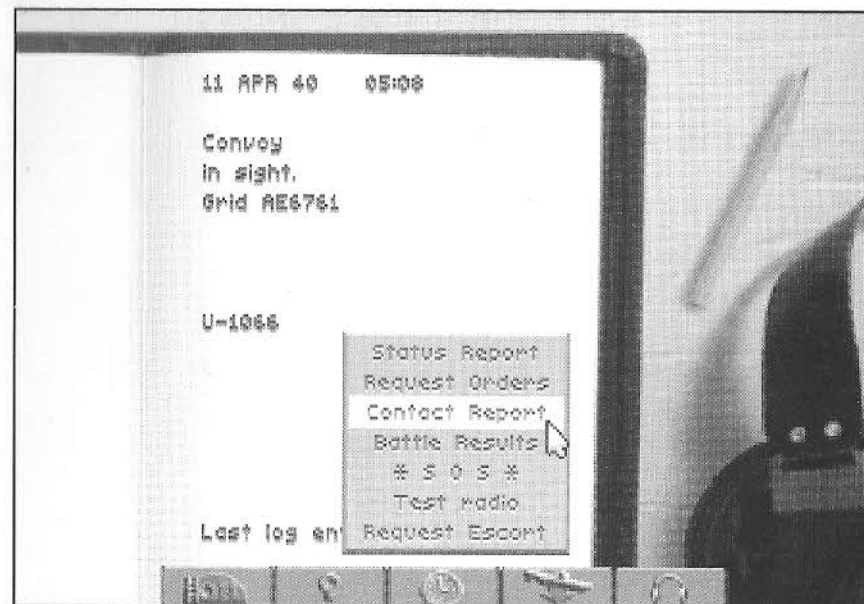 11 APR 40 05:08
Convoy
in sight.
Grid AE6761
U-1066
Status Report
Request Orders
Contact Report
Battle Results
* S O S *
Test radio
Last log en
Request Escort